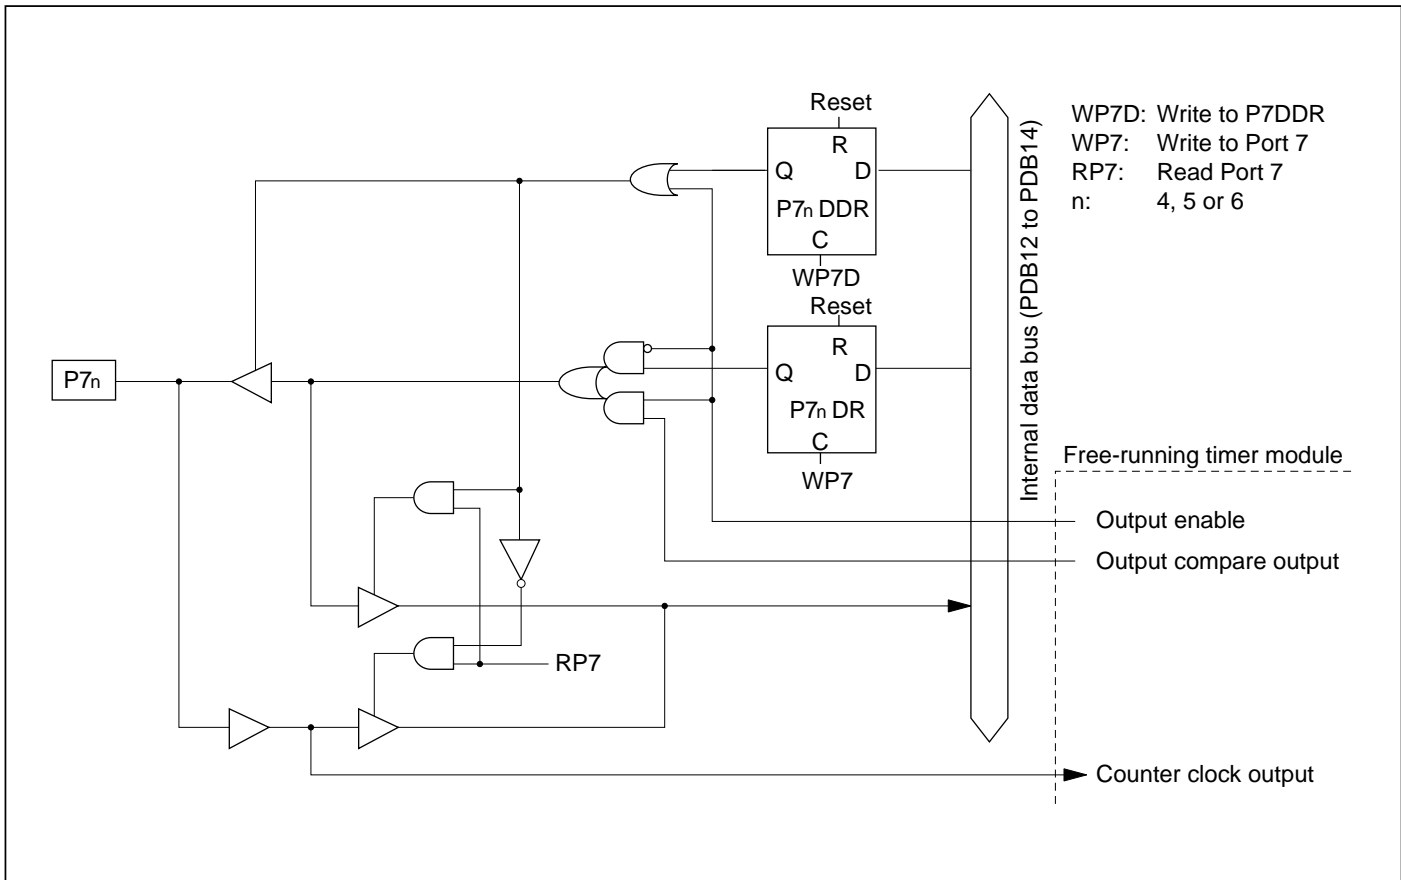 Reset
R
Q D
P7n DDR
C
WP7D
Reset
R
Q D
P7n DR
C
WP7
P7n
RP7
Internal data bus (PDB12 to PDB14)
WP7D: Write to P7DDR
WP7: Write to Port 7
RP7: Read Port 7
n: 4, 5 or 6
Free-running timer module
Output enable
Output compare output
Counter clock output